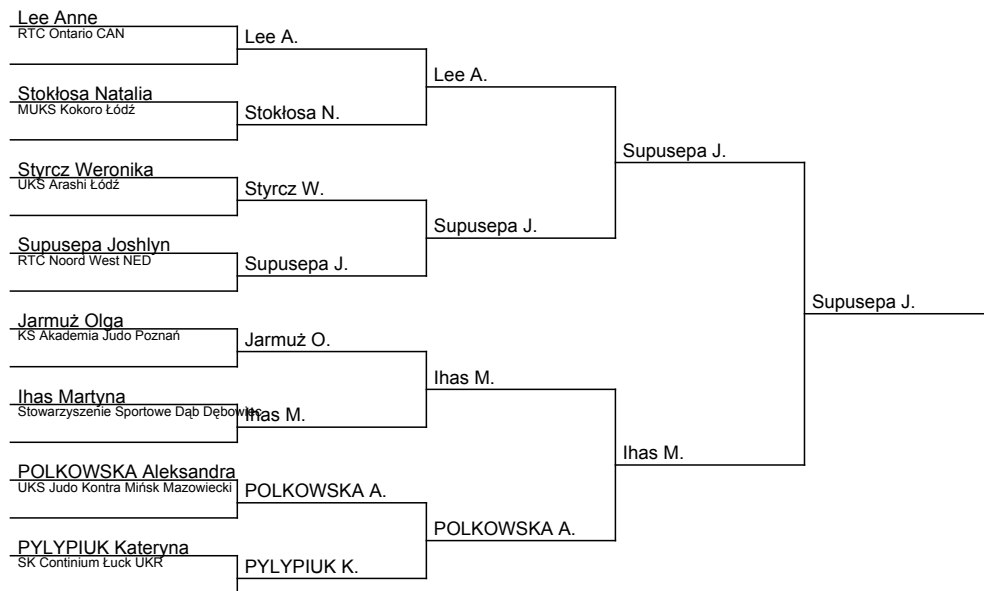 Lee Anne
RTC Ontario CAN
Lee A.
Lee A.
Stokłosa Natalia
MUKS Kokoro Łódź
Stokłosa N.
Supusepa J.
Styrcz Weronika
UKS Arashi Łódź
Styrcz W.
Supusepa J.
Supusepa Joshlyn
RTC Noord West NED
Supusepa J.
Supusepa J.
Jarmuż Olga
KS Akademia Judo Poznań
Jarmuż O.
Ihas M.
Ihas Martyna
Stowarzyszenie Sportowe Dąb Dębowiec
Ihas M.
Ihas M.
POLKOWSKA Aleksandra
UKS Judo Kontra Mińsk Mazowiecki
POLKOWSKA A.
POLKOWSKA A.
PYLYPIUK Kateryna
SK Continium Łuck UKR
PYLYPIUK K.